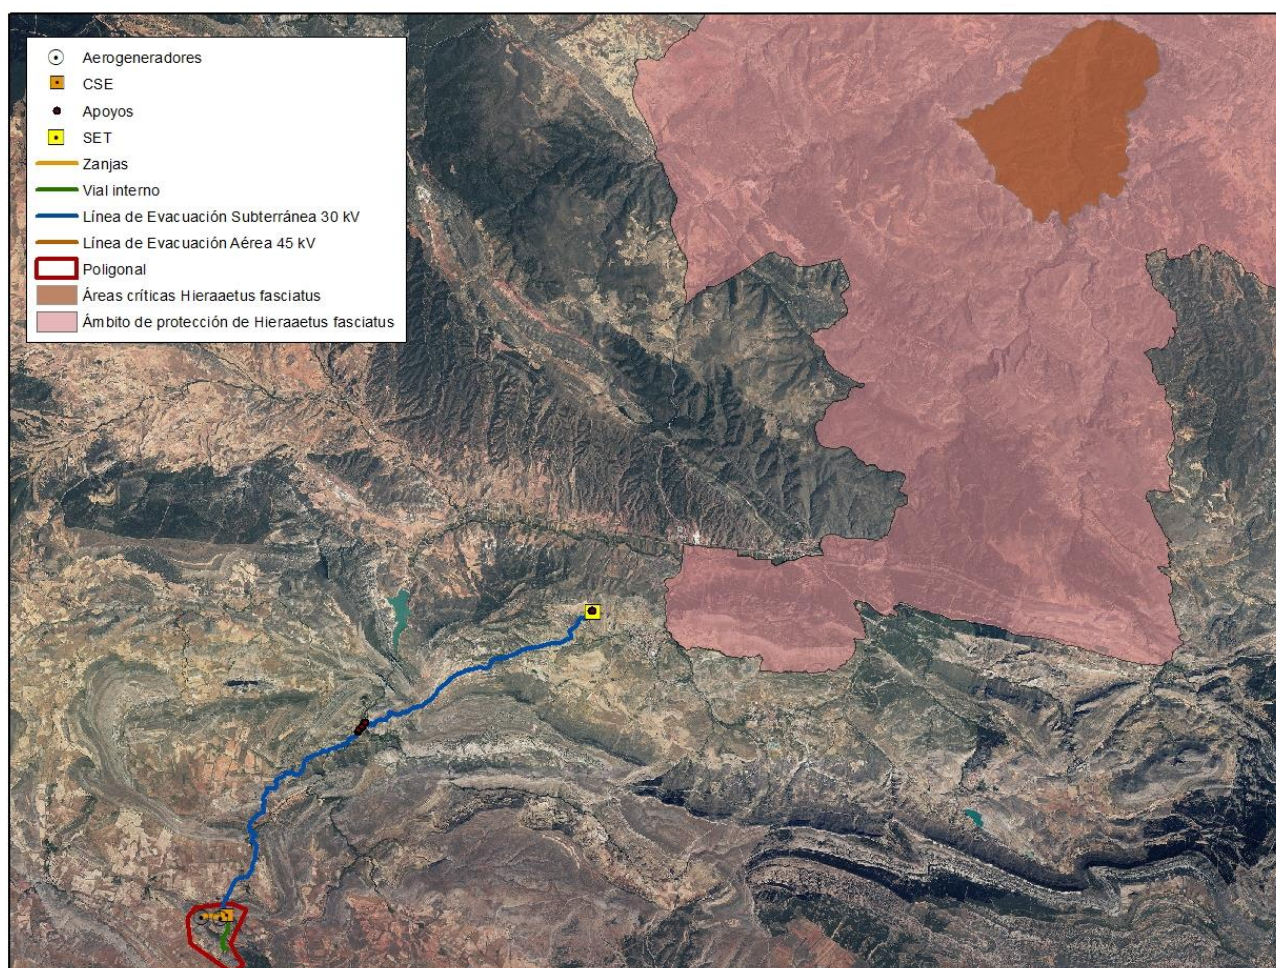 Aerogeneradores
CSE
Apoyos
SET
Zanjas
Vial interno
Línea de Evacuación Subterránea 30 kV
Línea de Evacuación Aérea 45 kV
Poligonal
Áreas críticas Hieraaetus fasciatus
Ámbito de protección de Hieraaetus fasciatus